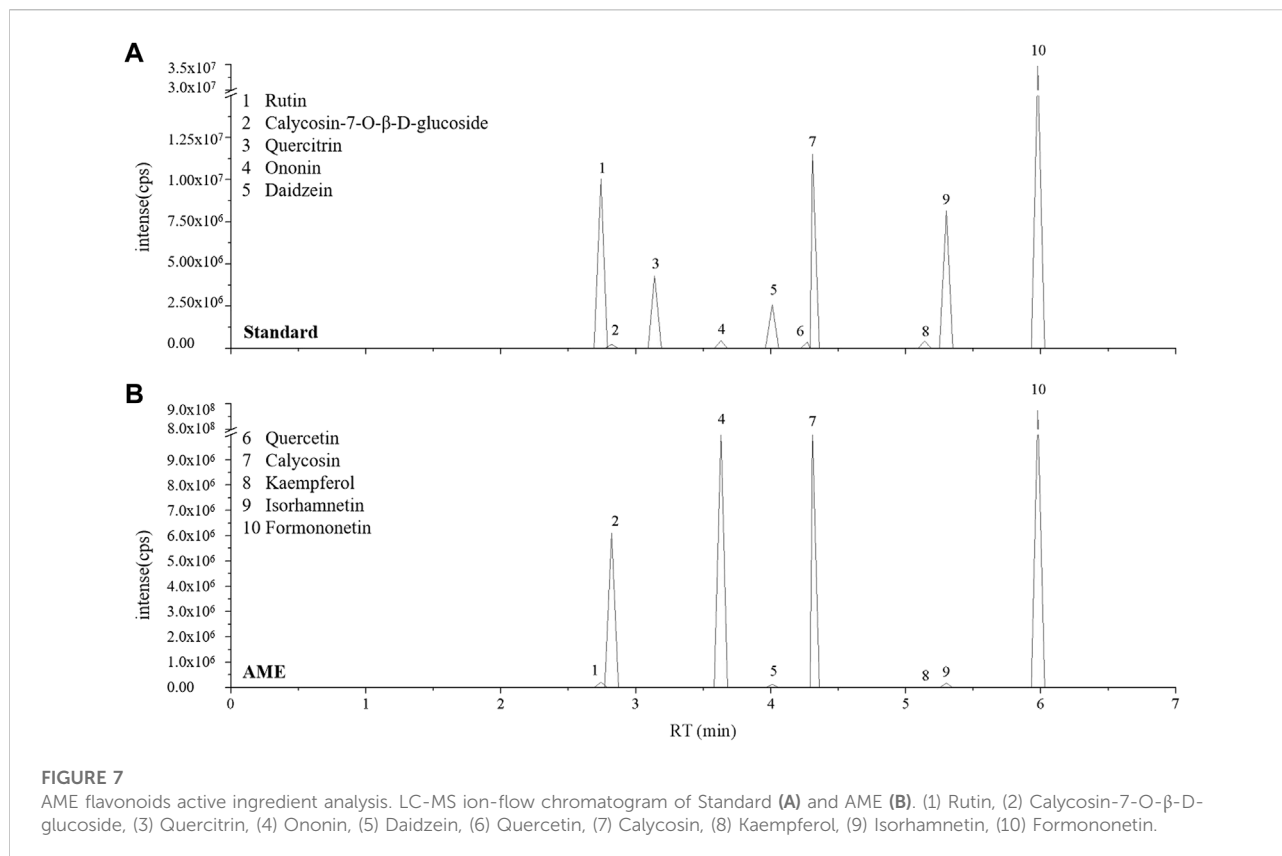 A
10
3.5x10⁷
3.0x10⁷
1 Rutin
2 Calycosin-7-O-β-D-glucoside
3 Quercitrin
4 Ononin
5 Daidzein
1.25x10⁷
1.00x10⁷
7.50x10⁶
5.00x10⁶
2.50x10⁶
0.00
intense(cps)
1
2
3
4
5
6
7
8
9
Standard
B
10
9.0x10⁸
8.0x10⁸
6 Quercetin
7 Calycosin
8 Kaempferol
9 Isorhamnetin
10 Formononetin
9.0x10⁶
8.0x10⁶
7.0x10⁶
6.0x10⁶
5.0x10⁶
4.0x10⁶
3.0x10⁶
2.0x10⁶
1.0x10⁶
0.00
intense(cps)
1
2
4
5
7
8
9
AME
0 1 2 3 4 5 6 7
RT (min)
FIGURE 7
AME flavonoids active ingredient analysis. LC-MS ion-flow chromatogram of Standard (A) and AME (B). (1) Rutin, (2) Calycosin-7-O-β-D-
glucoside, (3) Quercitrin, (4) Ononin, (5) Daidzein, (6) Quercetin, (7) Calycosin, (8) Kaempferol, (9) Isorhamnetin, (10) Formononetin.